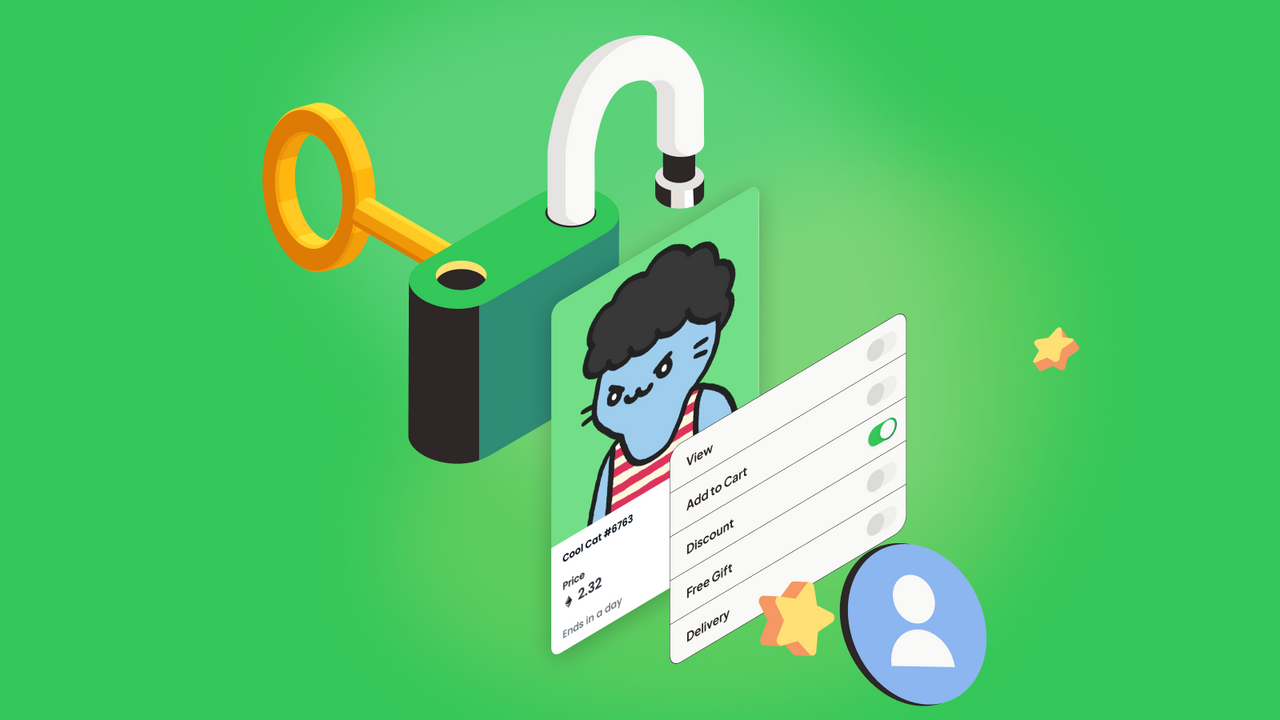 Cool Cat #6763
Price
2.32
Ends in a day
View
Add to Cart
Discount
Free Gift
Delivery